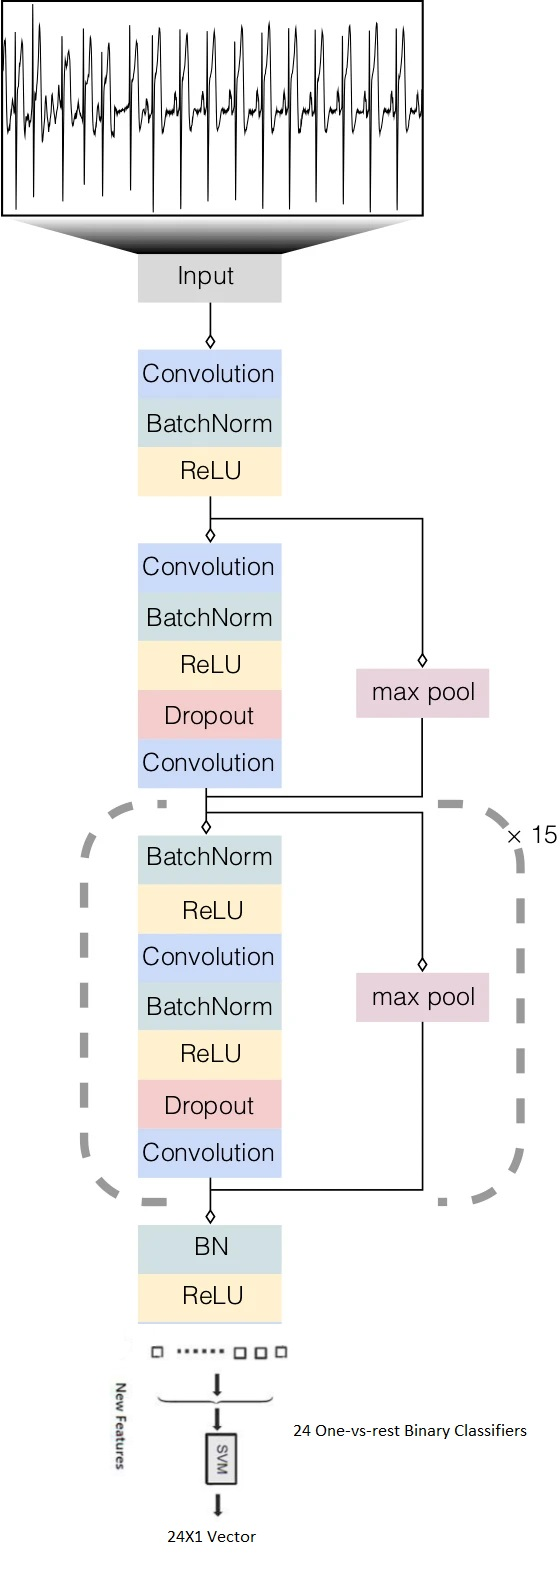 Input
Convolution
BatchNorm
ReLU
Convolution
BatchNorm
ReLU
Dropout
Convolution
max pool
× 15
BatchNorm
ReLU
Convolution
BatchNorm
ReLU
Dropout
Convolution
max pool
BN
ReLU
New Features
SVM
24 One-vs-rest Binary Classifiers
24X1 Vector